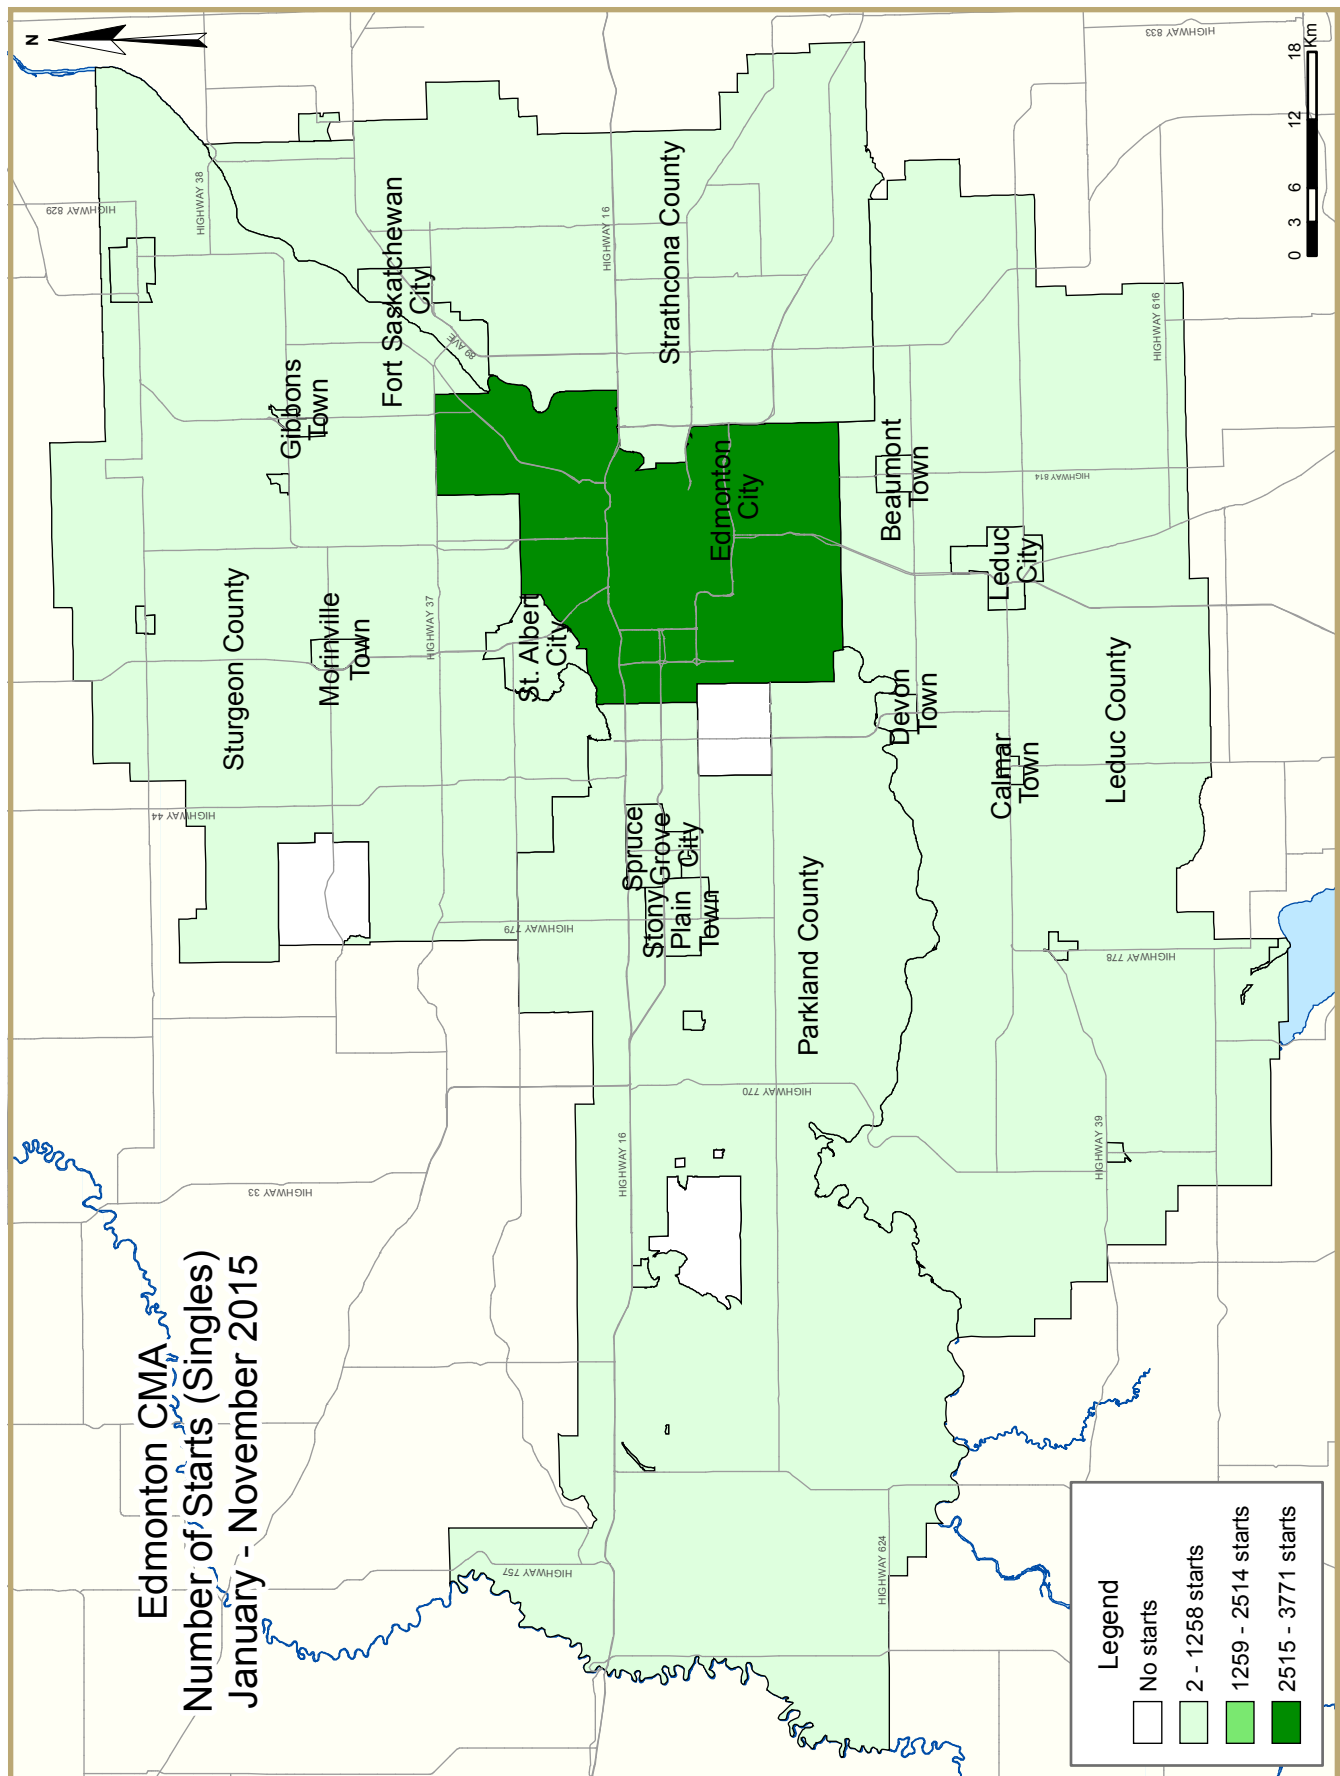 Edmonton CMA
Number of Starts (Singles)
January - November 2015
N
HIGHWAY 833
HIGHWAY 829
HIGHWAY 38
HIGHWAY 16
HIGHWAY 616
HIGHWAY 814
HIGHWAY 37
HIGHWAY 44
HIGHWAY 779
HIGHWAY 778
HIGHWAY 770
HIGHWAY 39
HIGHWAY 16
HIGHWAY 33
HIGHWAY 757
HIGHWAY 624
89 AVE
Fort Saskatchewan
City
Strathcona County
Gibbons
Town
Edmonton
City
Beaumont
Town
Leduc
City
Sturgeon County
Morinville
Town
St. Albert
City
Devon
Town
Calmar
Town
Leduc County
Spruce
Grove
City
Stony
Plain
Town
Parkland County
0 3 6 12 18
Km
Legend
No starts
2 - 1258 starts
1259 - 2514 starts
2515 - 3771 starts